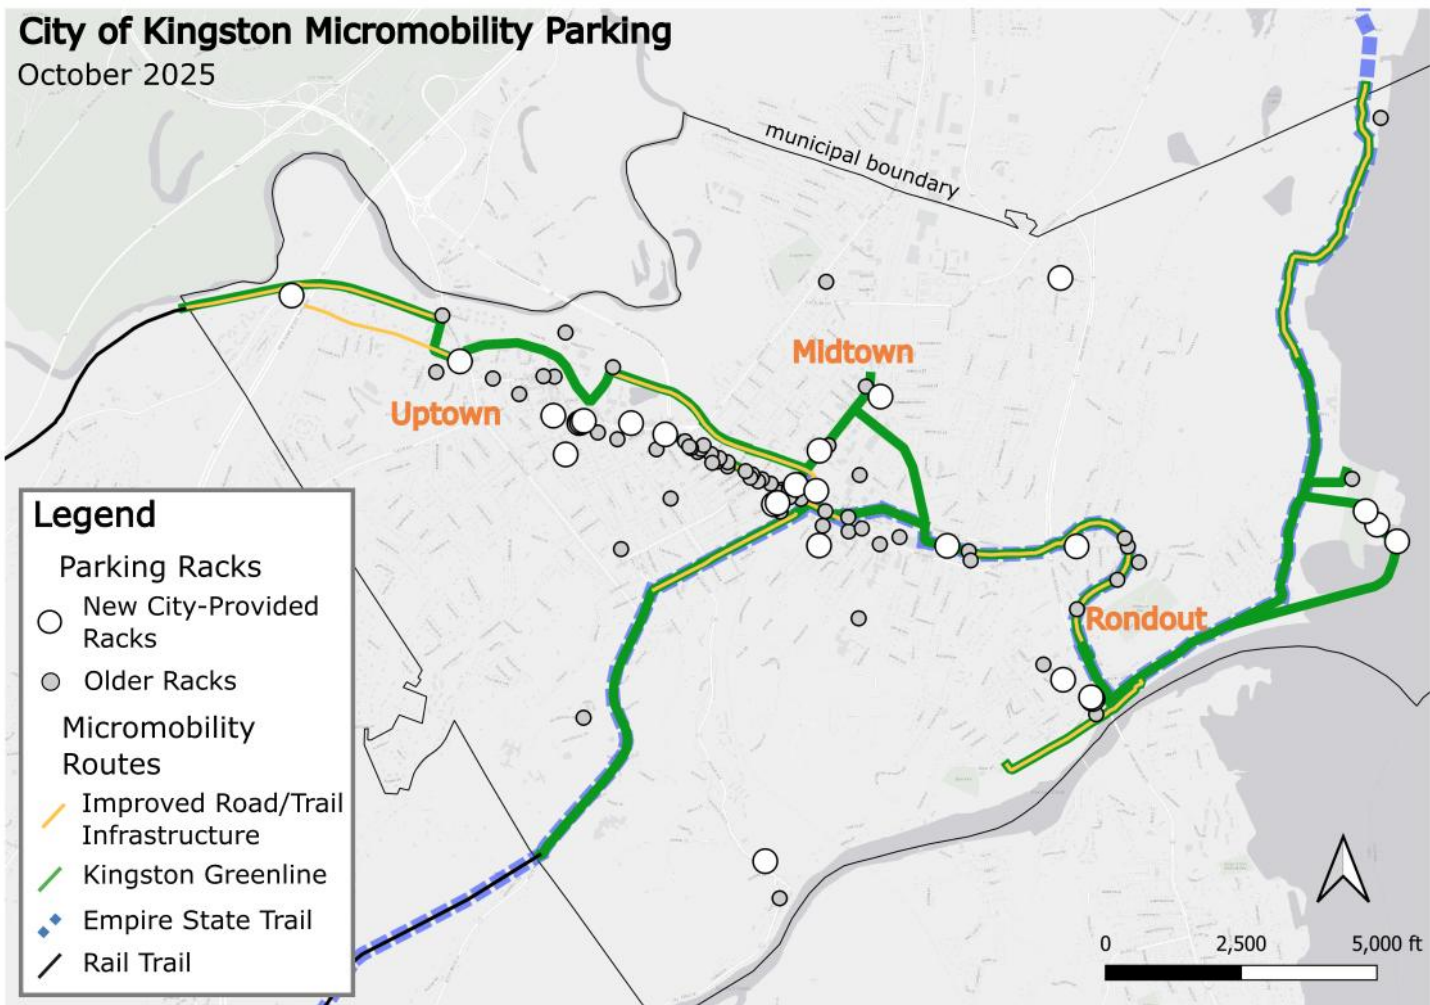 City of Kingston Micromobility Parking
October 2025
municipal boundary
Midtown
Uptown
Rondout
Legend
Parking Racks
New City-Provided
Racks
Older Racks
Micromobility
Routes
Improved Road/Trail
Infrastructure
Kingston Greenline
Empire State Trail
Rail Trail
0 2,500 5,000 ft